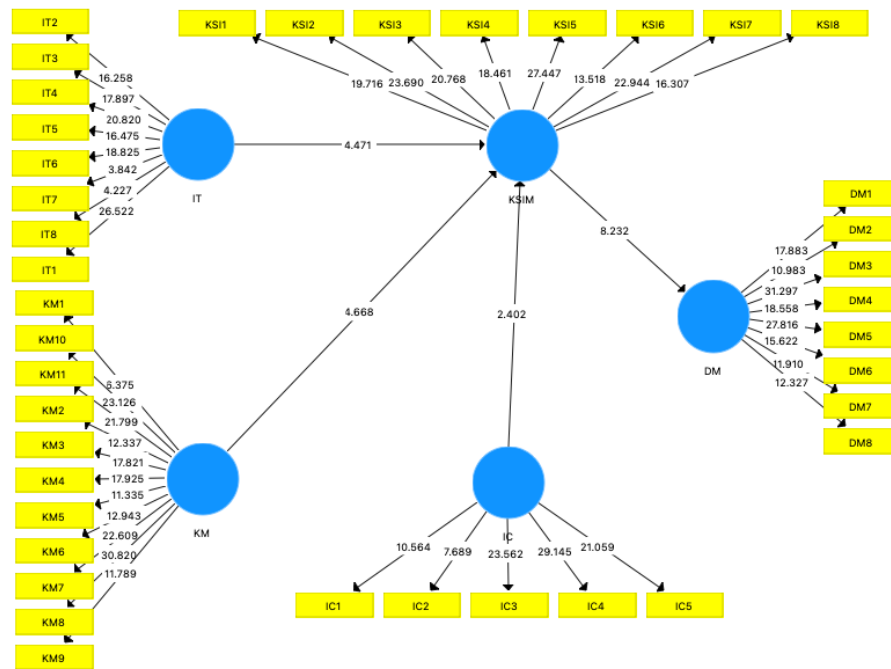 KSI1 KSI2 KSI3 KSI4 KSI5 KSI6 KSI7 KSI8
19.716 23.690 20.768 18.461 27.447 13.518 22.944 16.307
IT2
IT3
IT4
IT5
IT6
IT7
IT8
IT1
16.258
17.897
20.820
16.475
18.825
3.842
4.227
26.522
IT
4.471
KSIM
8.232
DM1
DM2
DM3
DM4
DM5
DM6
DM7
DM8
17.883
10.983
31.297
18.558
27.816
15.622
11.910
12.327
DM
4.668
2.402
KM1
KM10
KM11
KM2
KM3
KM4
KM5
KM6
KM7
KM8
KM9
6.375
23.126
21.799
12.337
17.821
17.925
11.335
12.943
22.609
30.820
11.789
KM
IC
10.564 7.689 23.562 29.145 21.059
IC1 IC2 IC3 IC4 IC5